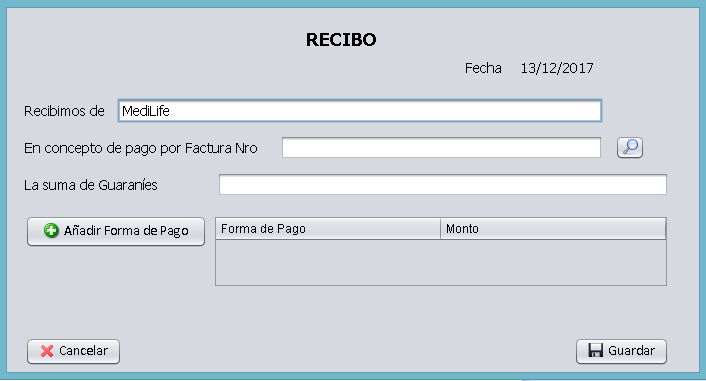 RECIBO
Fecha 13/12/2017
Recibimos de MediLife
En concepto de pago por Factura Nro
La suma de Guaraníes
Añadir Forma de Pago Forma de Pago Monto
Cancelar Guardar